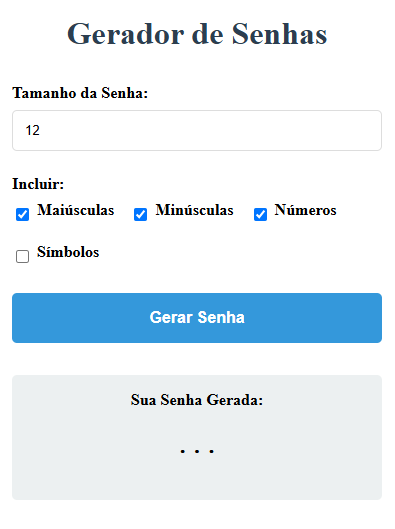 Gerador de Senhas
Tamanho da Senha:
12
Incluir:
Maiúsculas Minúsculas Números
Símbolos
Gerar Senha
Sua Senha Gerada:
...